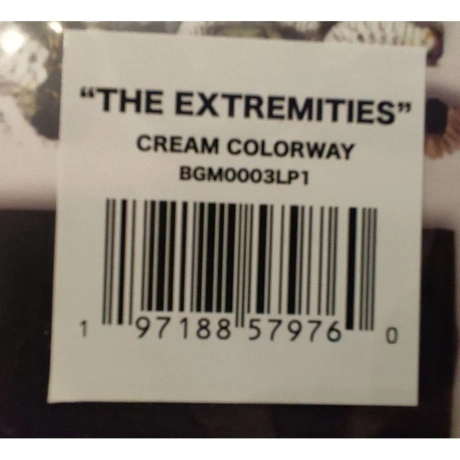 “THE EXTREMITIES”
CREAM COLORWAY
BGM0003LP1
1 97188 57976 0